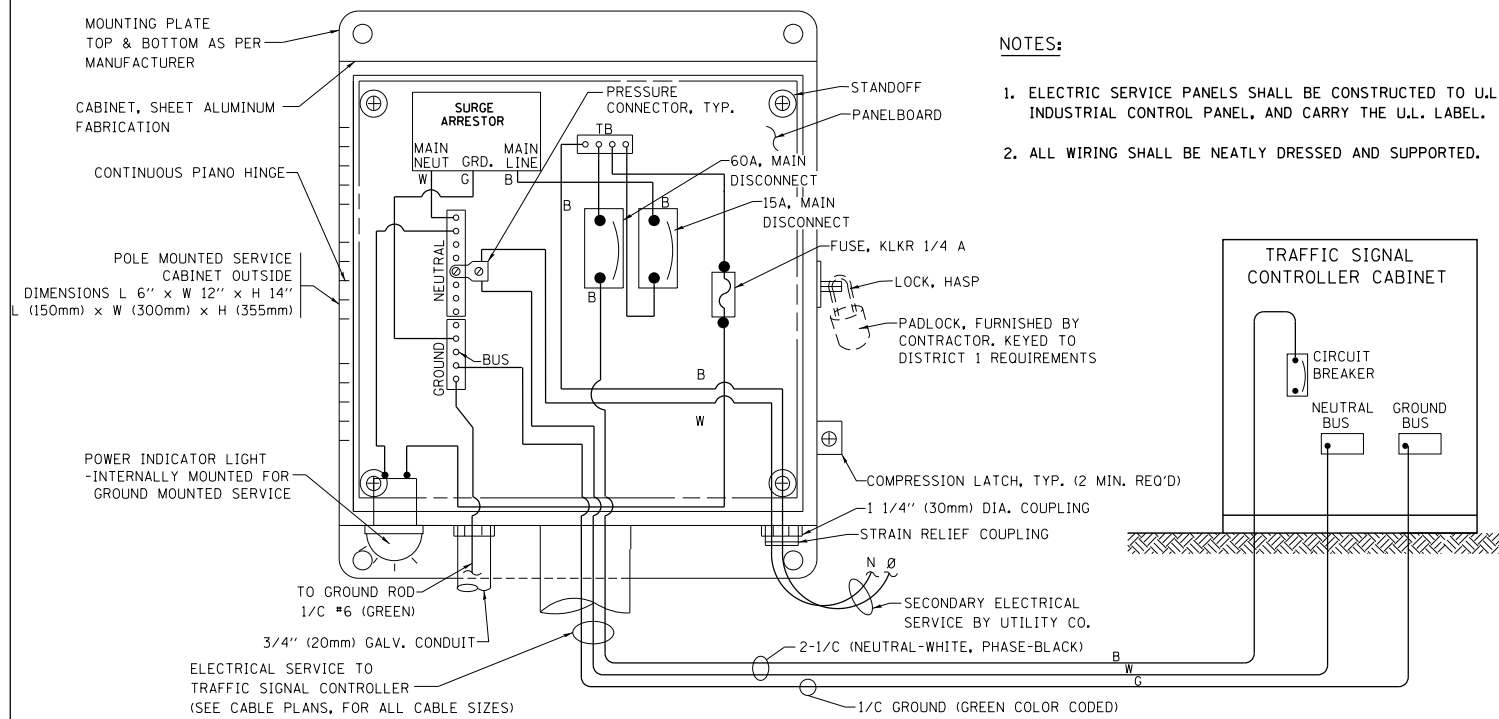 MOUNTING PLATE
TOP & BOTTOM AS PER
MANUFACTURER
CABINET, SHEET ALUMINUM
FABRICATION
CONTINUOUS PIANO HINGE
POLE MOUNTED SERVICE
CABINET OUTSIDE
DIMENSIONS L 6'' x W 12'' x H 14''
L (150mm) x W (300mm) x H (355mm)
POWER INDICATOR LIGHT
-INTERNALLY MOUNTED FOR
GROUND MOUNTED SERVICE
SURGE
ARRESTOR
MAIN
NEUT GRD. MAIN
LINE
W G B
PRESSURE
CONNECTOR, TYP.
TB
STANDOFF
PANELBOARD
60A, MAIN
DISCONNECT
15A, MAIN
DISCONNECT
B
B
B
FUSE, KLKR 1/4 A
LOCK, HASP
PADLOCK, FURNISHED BY
CONTRACTOR. KEYED TO
DISTRICT 1 REQUIREMENTS
NEUTRAL
GROUND
BUS
B
W
COMPRESSION LATCH, TYP. (2 MIN. REQ'D)
1 1/4'' (30mm) DIA. COUPLING
STRAIN RELIEF COUPLING
N Ø
SECONDARY ELECTRICAL
SERVICE BY UTILITY CO.
TO GROUND ROD
1/C #6 (GREEN)
3/4'' (20mm) GALV. CONDUIT
ELECTRICAL SERVICE TO
TRAFFIC SIGNAL CONTROLLER
(SEE CABLE PLANS, FOR ALL CABLE SIZES)
2-1/C (NEUTRAL-WHITE, PHASE-BLACK)
B
W
G
1/C GROUND (GREEN COLOR CODED)
NOTES:
1. ELECTRIC SERVICE PANELS SHALL BE CONSTRUCTED TO U.L
INDUSTRIAL CONTROL PANEL, AND CARRY THE U.L. LABEL.
2. ALL WIRING SHALL BE NEATLY DRESSED AND SUPPORTED.
TRAFFIC SIGNAL
CONTROLLER CABINET
CIRCUIT
BREAKER
NEUTRAL
BUS
GROUND
BUS